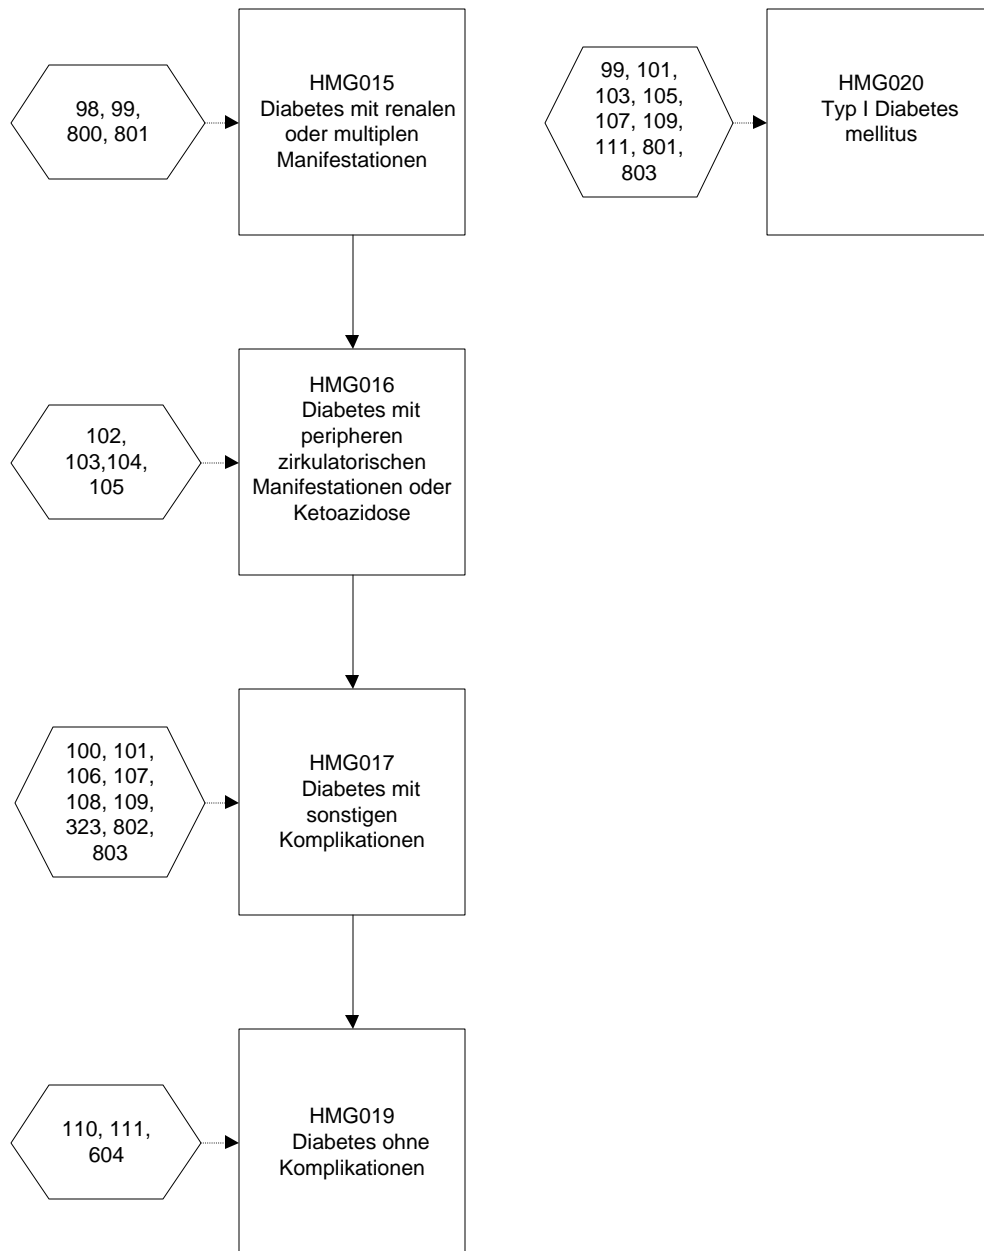 98, 99,
800, 801
HMG015
Diabetes mit renalen
oder multiplen
Manifestationen
99, 101,
103, 105,
107, 109,
111, 801,
803
HMG020
Typ I Diabetes
mellitus
102,
103,104,
105
HMG016
Diabetes mit
peripheren
zirkulatorischen
Manifestationen oder
Ketoazidose
100, 101,
106, 107,
108, 109,
323, 802,
803
HMG017
Diabetes mit
sonstigen
Komplikationen
110, 111,
604
HMG019
Diabetes ohne
Komplikationen